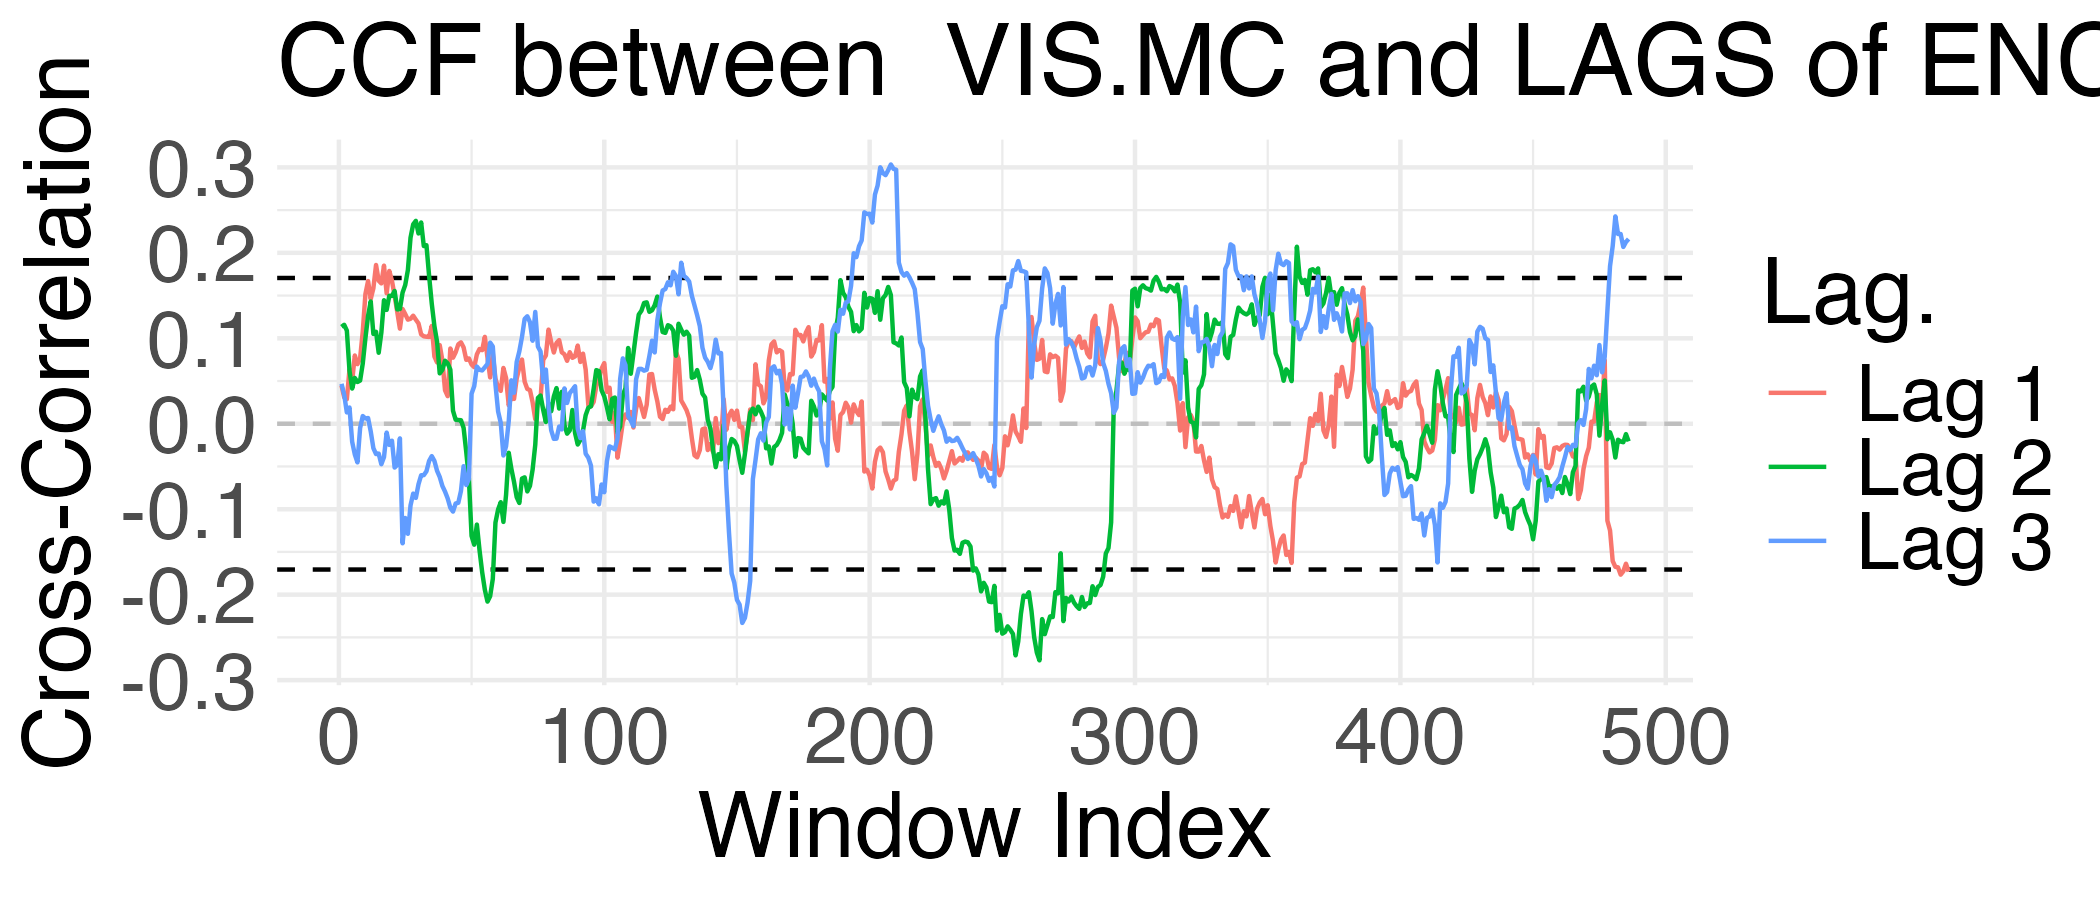 CCF between  VIS.MC and LAGS of ENC
Cross-Correlation
0.3
0.2
0.1
0.0
-0.1
-0.2
-0.3
0 100 200 300 400 500
Window Index
Lag.
Lag 1
Lag 2
Lag 3